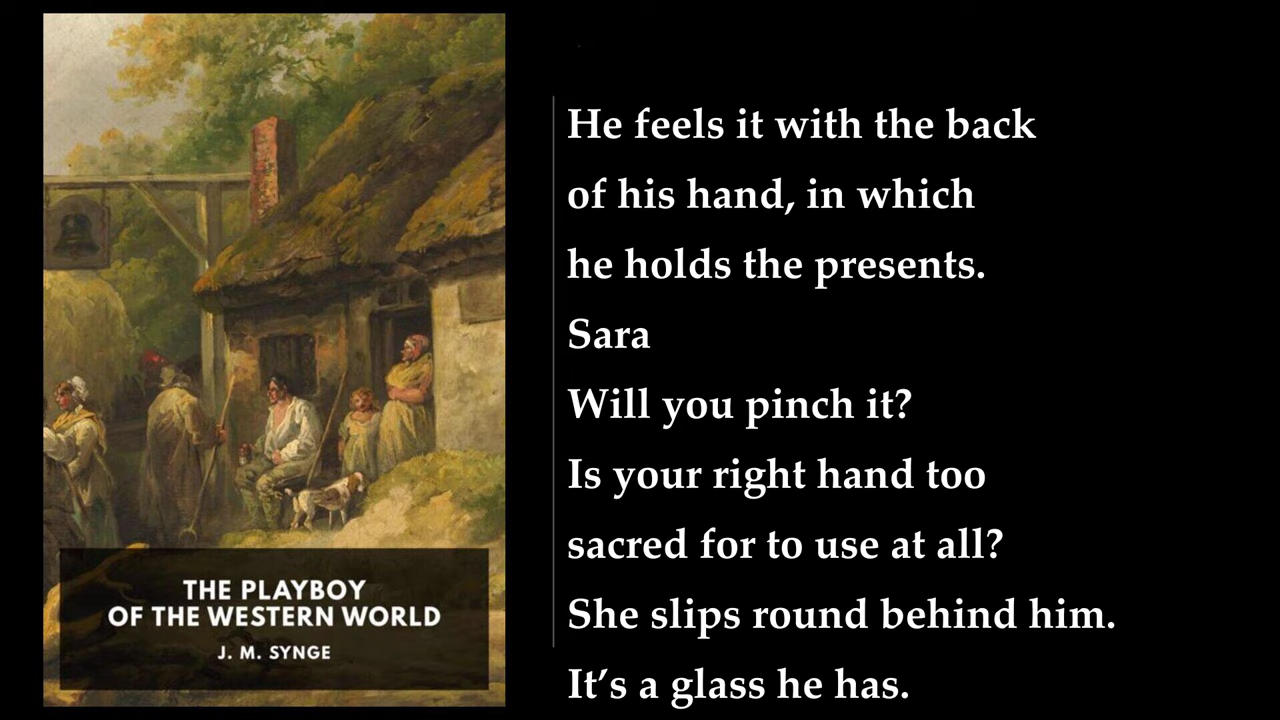 THE PLAYBOY
OF THE WESTERN WORLD
J. M. SYNGE
He feels it with the back
of his hand, in which
he holds the presents.
Sara
Will you pinch it?
Is your right hand too
sacred for to use at all?
She slips round behind him.
It’s a glass he has.